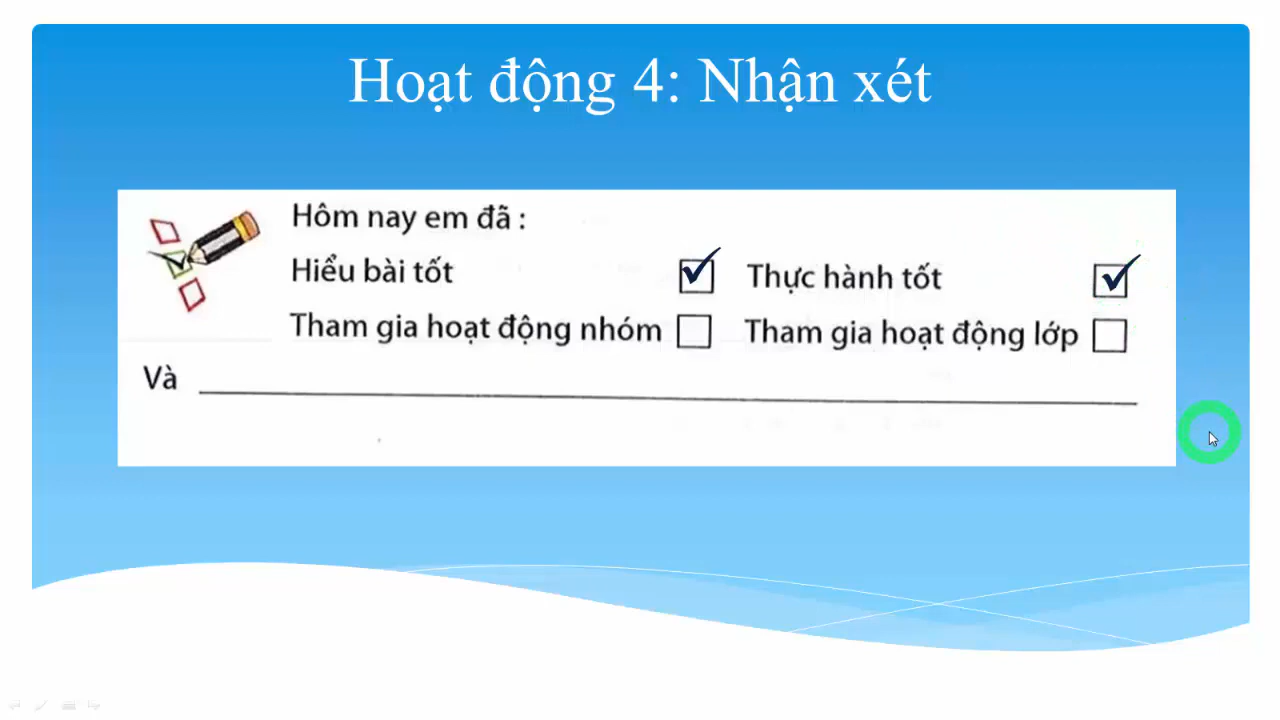 Hoạt động 4: Nhận xét
Hôm nay em đã :
Hiểu bài tốt Thực hành tốt
Tham gia hoạt động nhóm Tham gia hoạt động lớp
Và